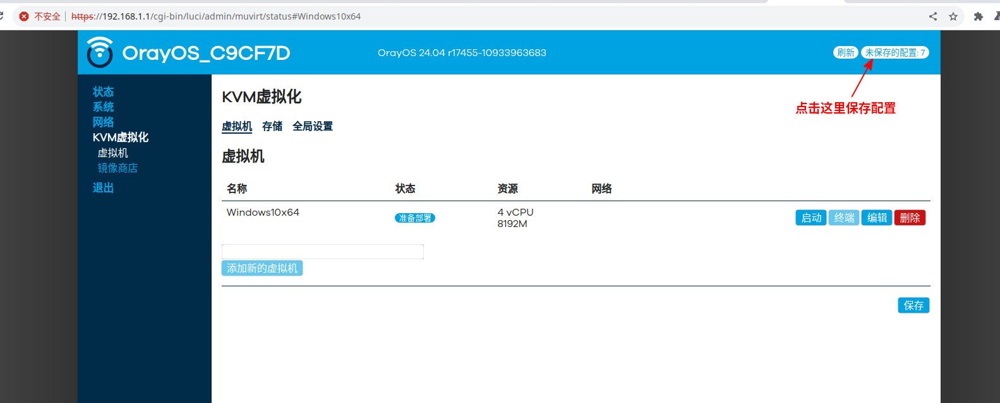 不安全 https://192.168.1.1/cgi-bin/luci/admin/muvirt/status#Windows10x64
OrayOS_C9CF7D
OrayOS 24.04 r17455-10933963683
刷新 未保存的配置: 7
点击这里保存配置
状态
系统
网络
KVM虚拟化
虚拟机
镜像商店
退出
KVM虚拟化
虚拟机 存储 全局设置
虚拟机
名称 状态 资源 网络
Windows10x64 准备部署 4 vCPU
8192M
启动 终端 编辑 删除
添加新的虚拟机
保存